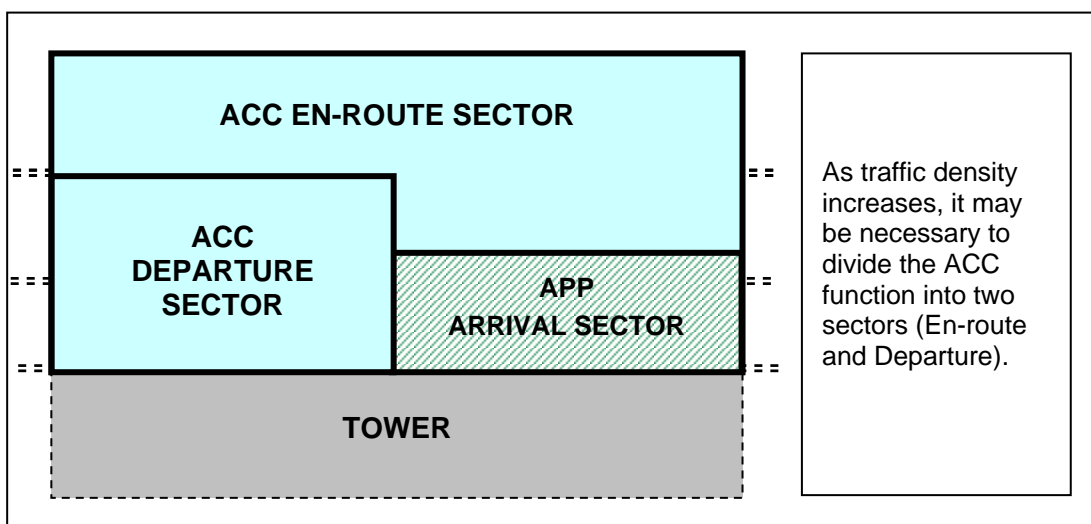 ACC EN-ROUTE SECTOR
ACC
DEPARTURE
SECTOR
APP
ARRIVAL SECTOR
TOWER
As traffic density
increases, it may
be necessary to
divide the ACC
function into two
sectors (En-route
and Departure).